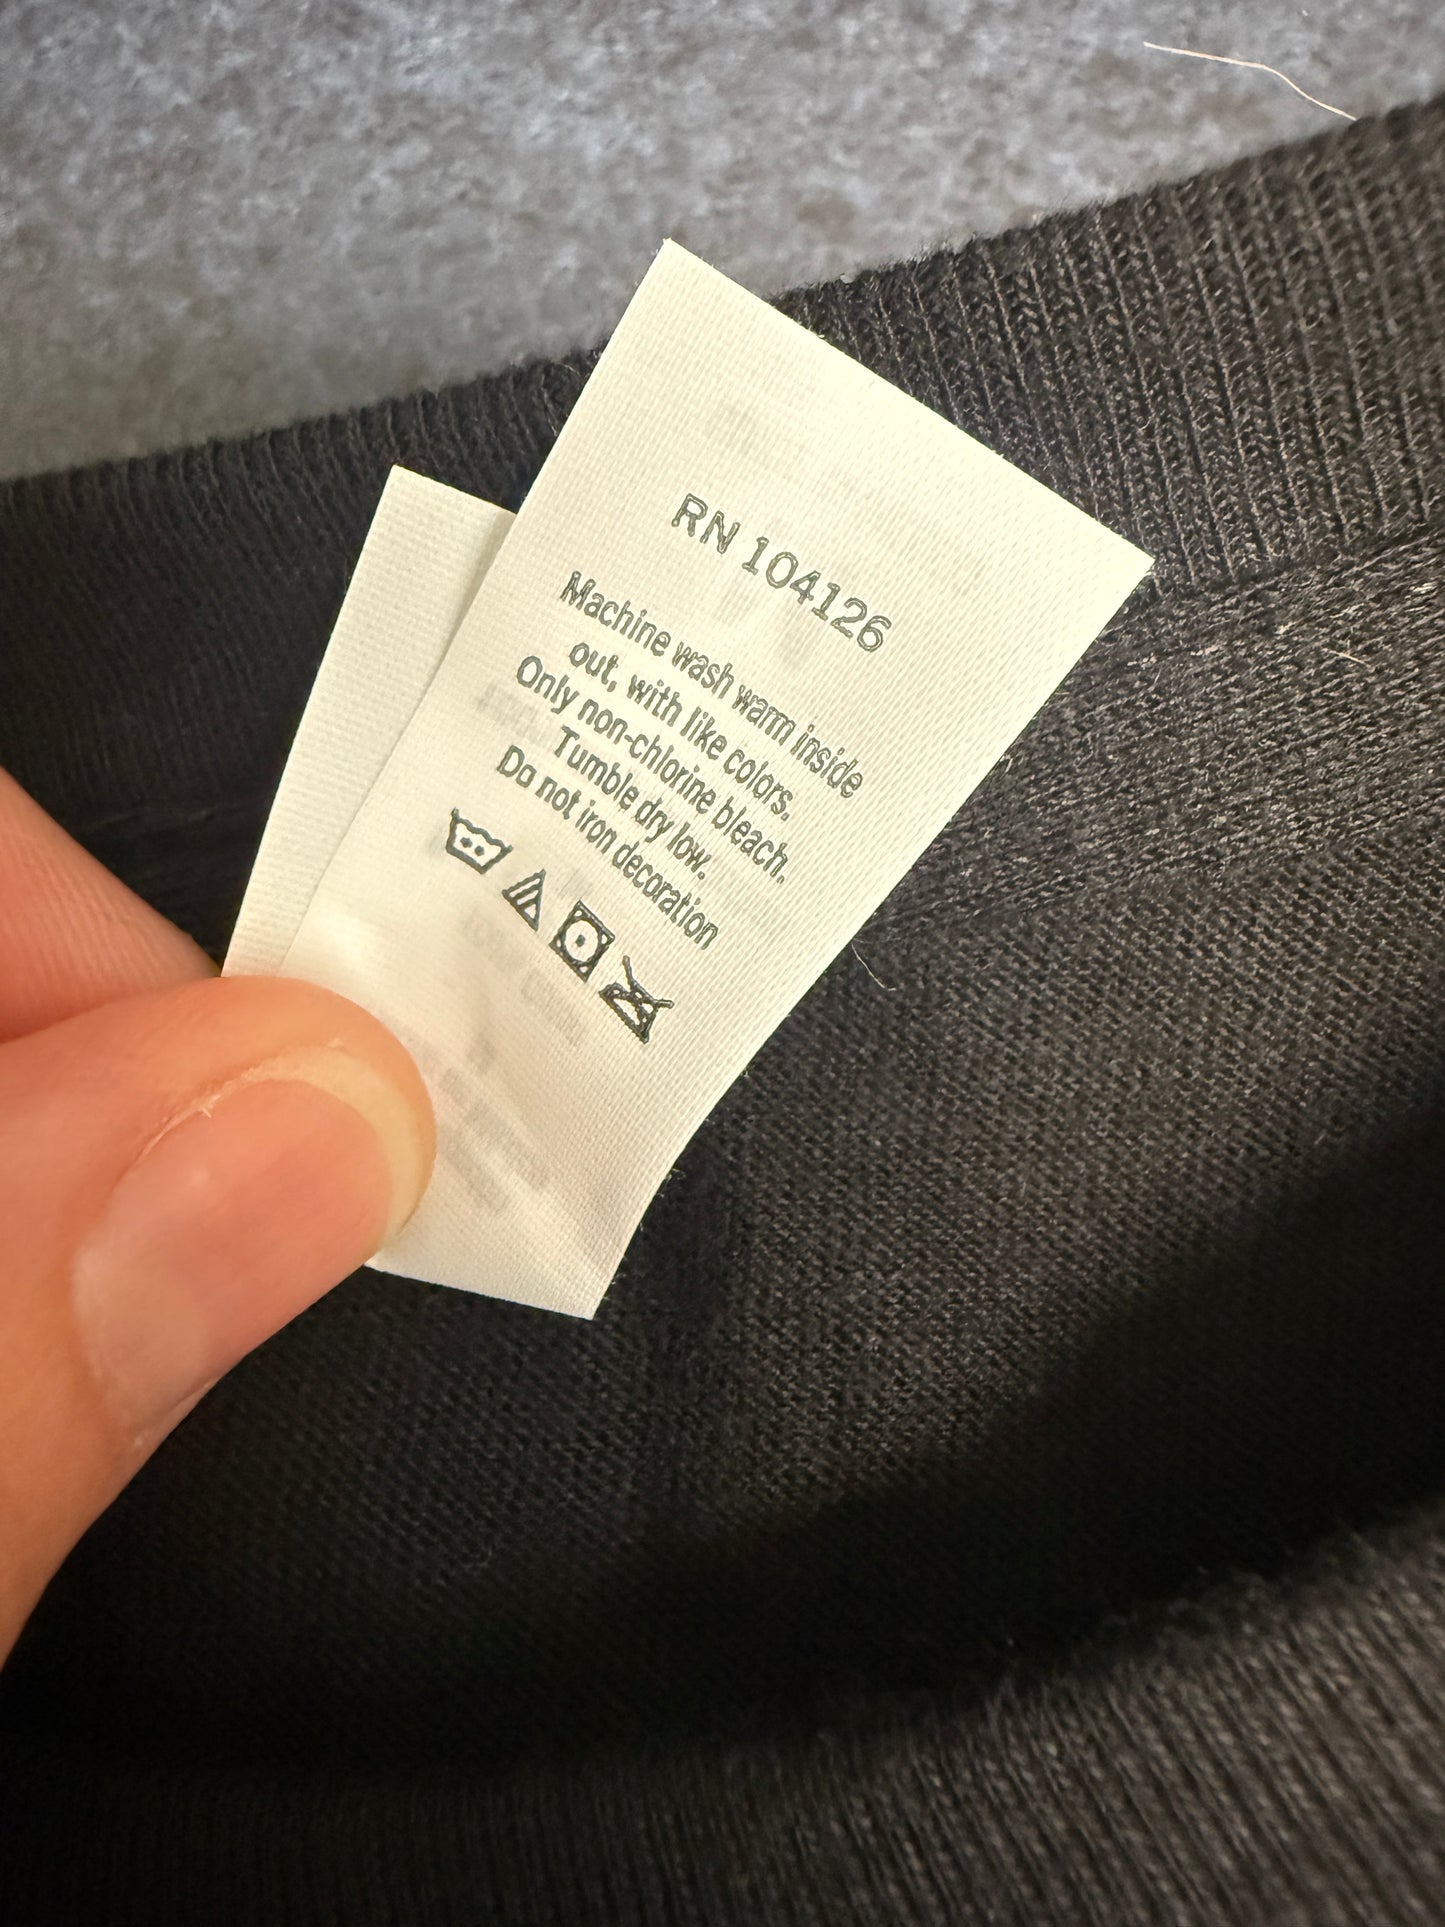 RN 104126
Machine wash warm inside
out, with like colors.
Only non-chlorine bleach.
Tumble dry low.
Do not iron decoration